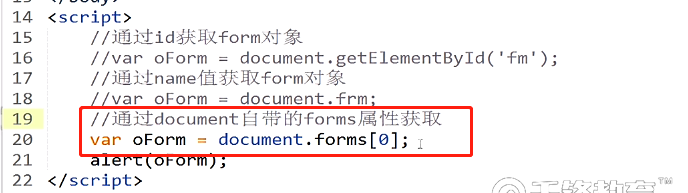 14 <script>
15 //通过id获取form对象
16 //var oForm = document.getElementById('fm');
17 //通过name值获取form对象
18 //var oForm = document.frm;
19 //通过document自带的forms属性获取
20 var oForm = document.forms[0];
21 alert(oForm);
22 </script>